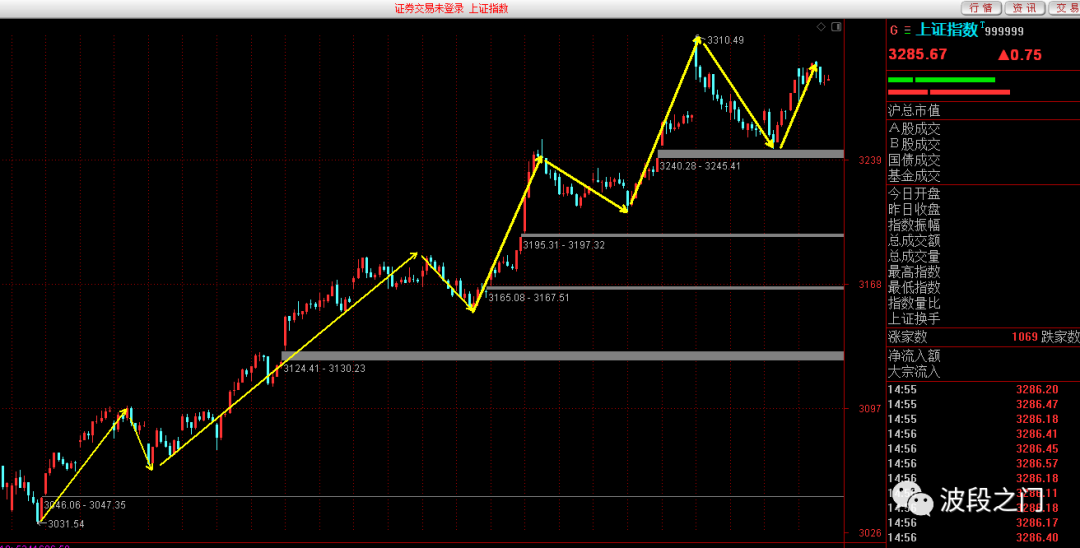 证券交易未登录 上证指数
行情 资讯 交易
3310.49
3239
3240.28 - 3245.41
3195.31 - 3197.32
3168
3165.08 - 3167.51
3124.41 - 3130.23
3097
3046.06 - 3047.35
3031.54
3026
G 上证指数 T 999999
3285.67 ▲0.75
沪总市值
A股成交
B股成交
国债成交
基金成交
今日开盘
昨日收盘
指数振幅
总成交额
总成交量
最高指数
最低指数
指数量比
上证换手
涨家数 1069 跌家数
净流入额
大宗流入
14:55 3286.20
14:55 3286.47
14:55 3286.18
14:56 3286.41
14:56 3286.45
14:56 3286.57
14:56 3286.18
14:56
14:56
14:56 3286.17
14:56 3286.40
波段之门